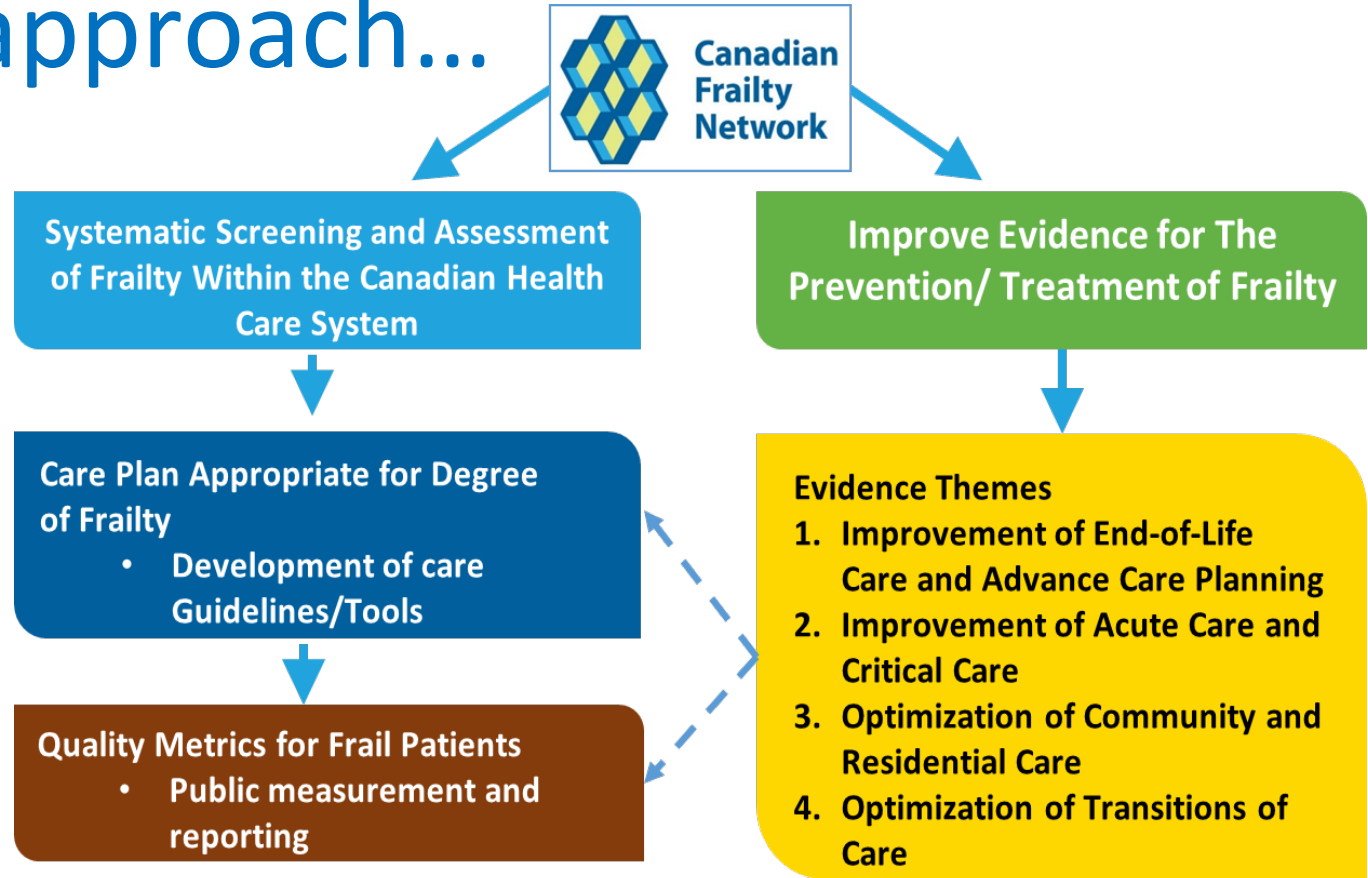 approach...
Canadian
Frailty
Network
Systematic Screening and Assessment
of Frailty Within the Canadian Health
Care System
Improve Evidence for The
Prevention/ Treatment of Frailty
Care Plan Appropriate for Degree
of Frailty
• Development of care
Guidelines/Tools
Evidence Themes
1. Improvement of End-of-Life
Care and Advance Care Planning
2. Improvement of Acute Care and
Critical Care
3. Optimization of Community and
Residential Care
4. Optimization of Transitions of
Care
Quality Metrics for Frail Patients
• Public measurement and
reporting